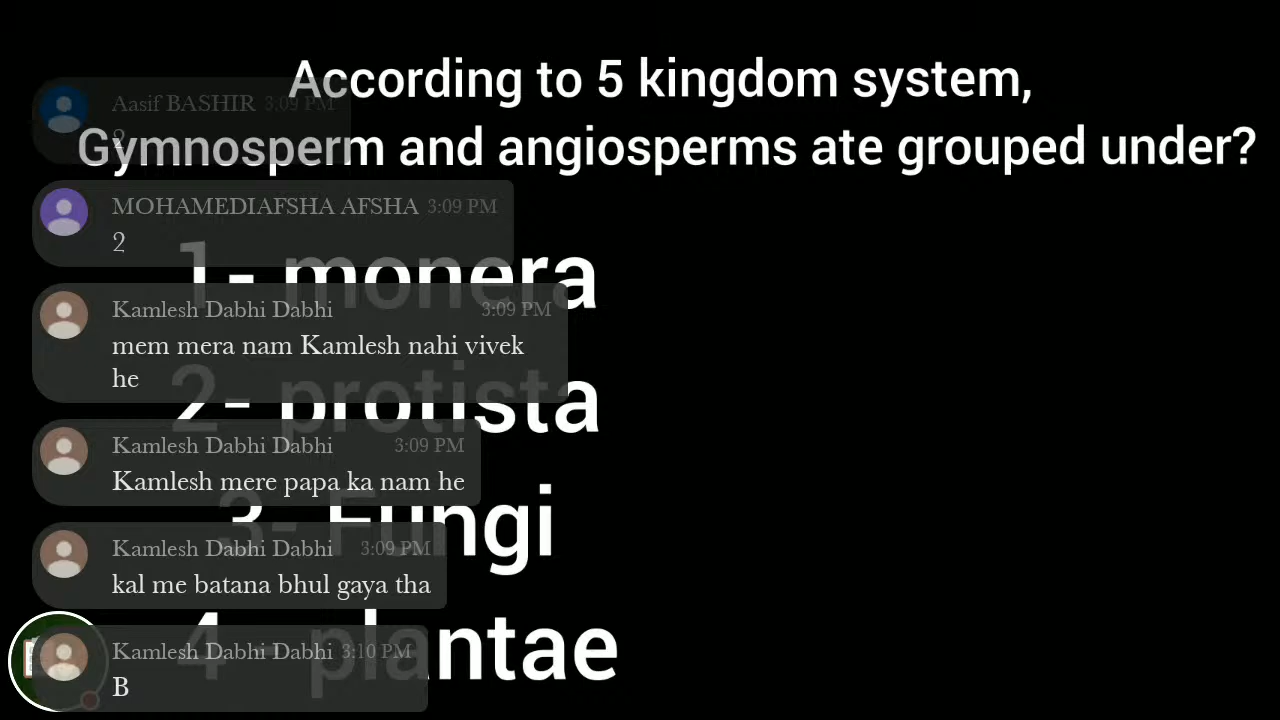 According to 5 kingdom system,
Gymnosperm and angiosperms ate grouped under?
1- monera
2- protista
3- Fungi
4- plantae
Aasif BASHIR 3:09 PM
2
MOHAMEDIAFSHA AFSHA 3:09 PM
2
Kamlesh Dabhi Dabhi 3:09 PM
mem mera nam Kamlesh nahi vivek
he
Kamlesh Dabhi Dabhi 3:09 PM
Kamlesh mere papa ka nam he
Kamlesh Dabhi Dabhi 3:09 PM
kal me batana bhul gaya tha
Kamlesh Dabhi Dabhi 3:10 PM
B